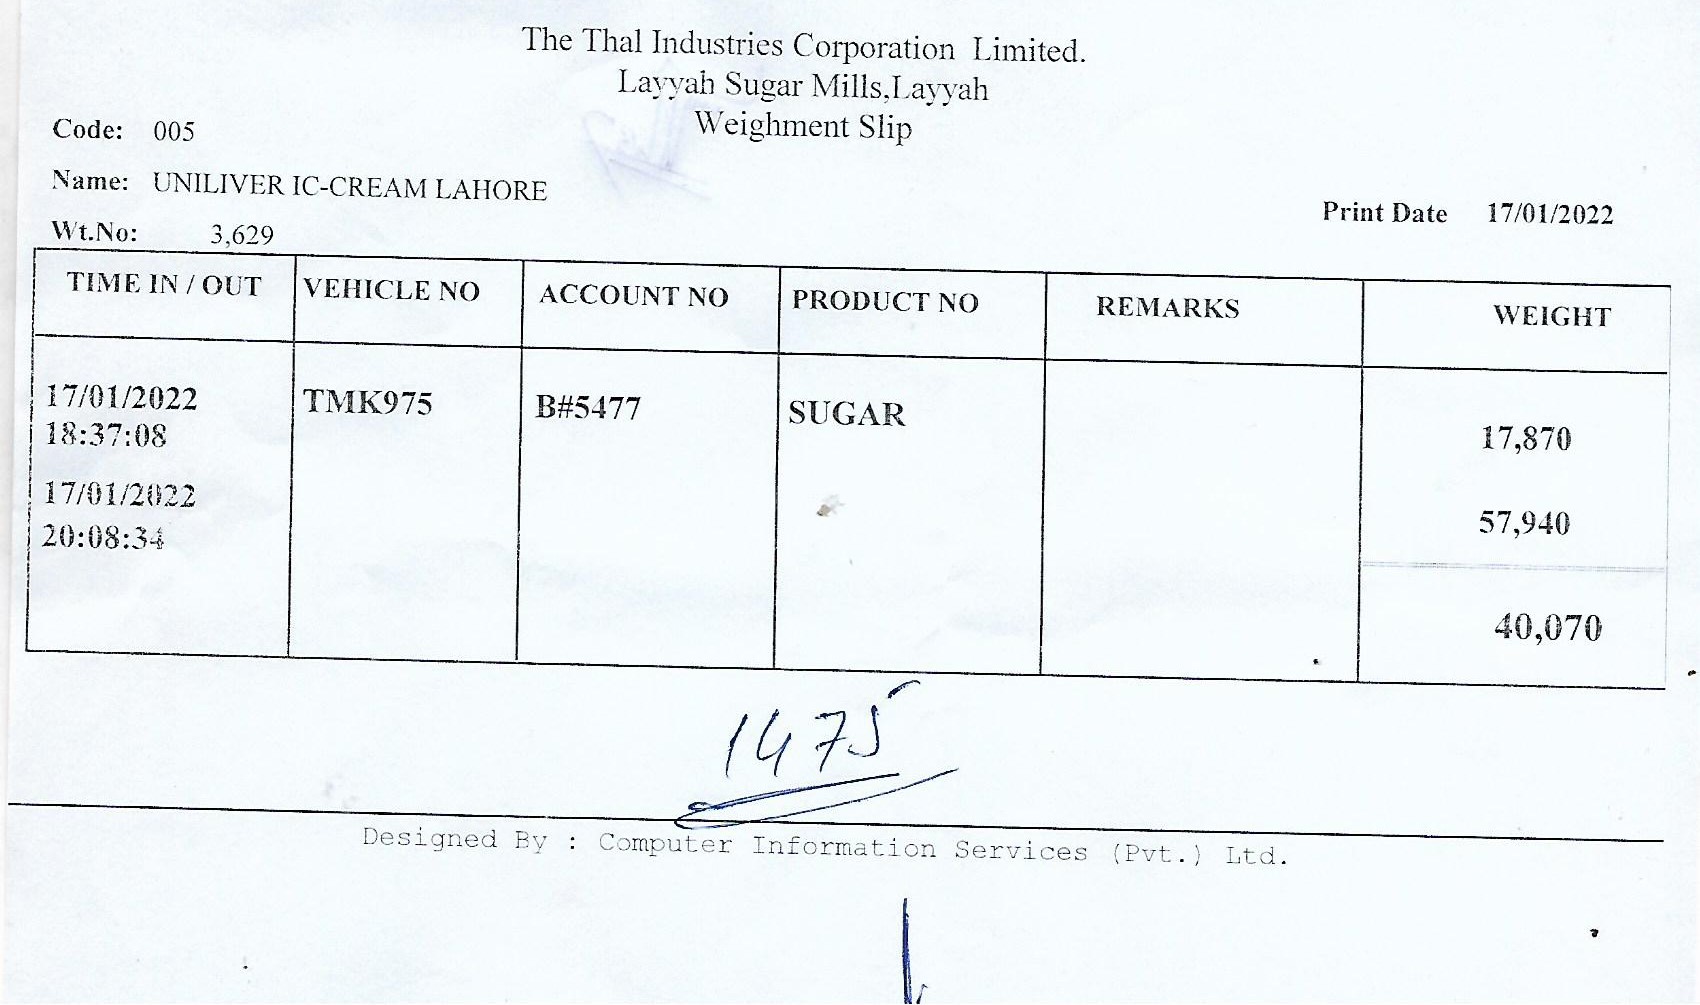 The Thal Industries Corporation Limited.
Layyah Sugar Mills,Layyah
Weighment Slip
Code: 005
Name: UNILIVER IC-CREAM LAHORE
Print Date 17/01/2022
Wt.No: 3,629
TIME IN / OUT VEHICLE NO ACCOUNT NO PRODUCT NO REMARKS WEIGHT
17/01/2022 TMK975 B#5477 SUGAR
18:37:08 17,870
17/01/2022
20:08:34 57,940
40,070
1475
Designed By : Computer Information Services (Pvt.) Ltd.